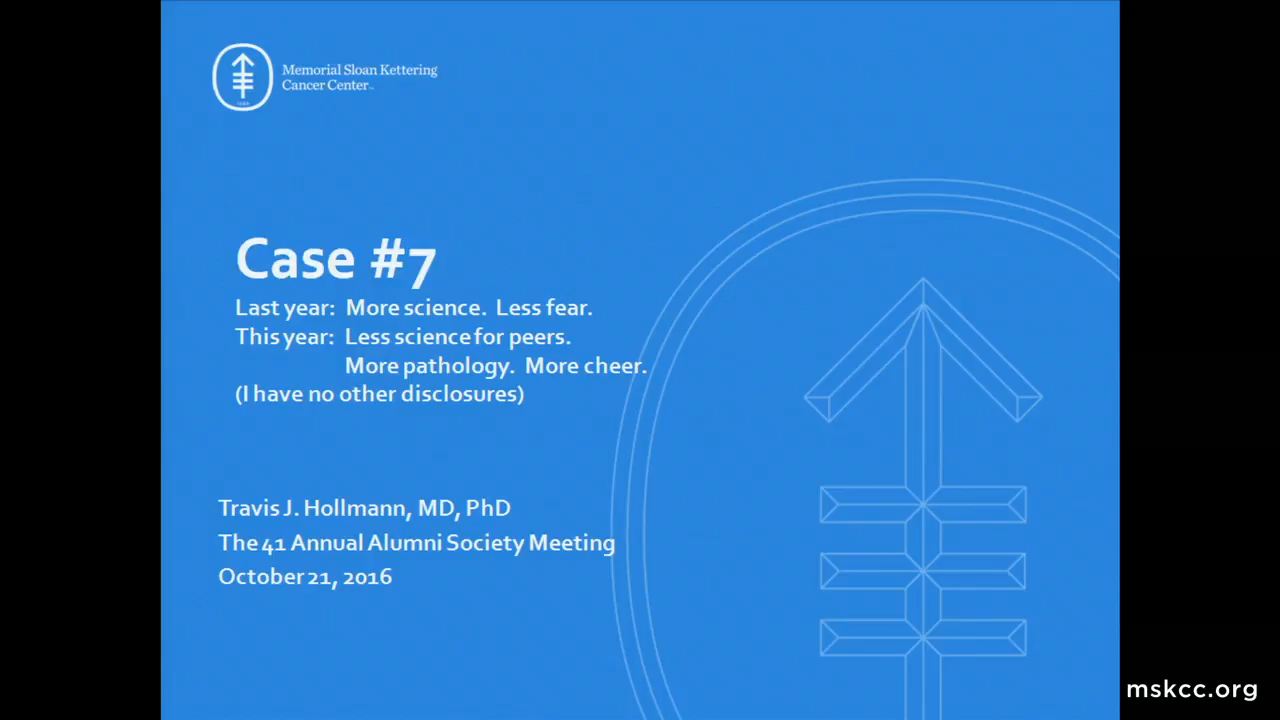 Memorial Sloan Kettering
Cancer Center
Case #7
Last year: More science. Less fear.
This year: Less science for peers.
More pathology. More cheer.
(I have no other disclosures)
Travis J. Hollmann, MD, PhD
The 41 Annual Alumni Society Meeting
October 21, 2016
mskcc.org